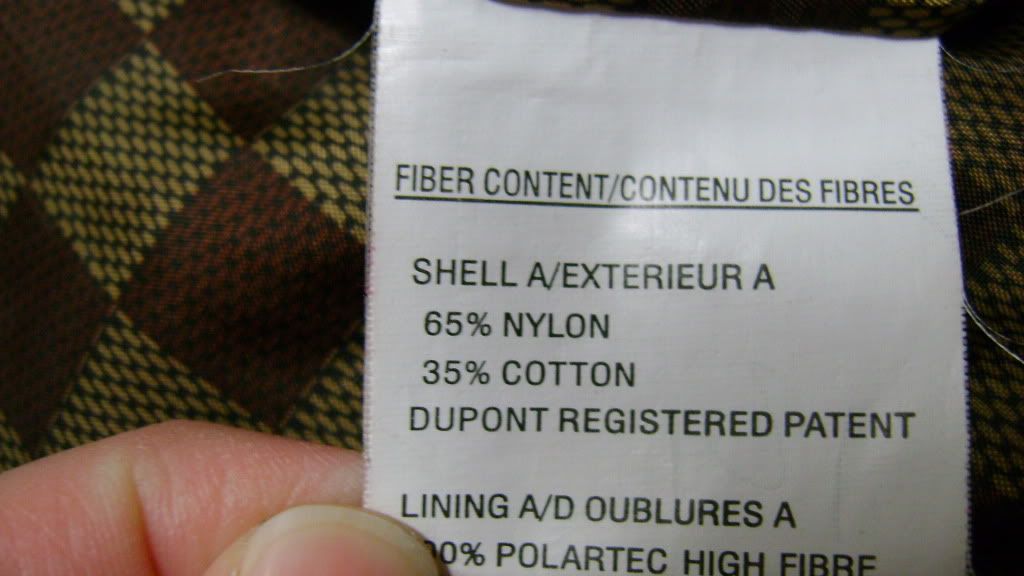 FIBER CONTENT/CONTENU DES FIBRES
SHELL A/EXTERIEUR A
65% NYLON
35% COTTON
DUPONT REGISTERED PATENT
LINING A/D OUBLURES A
00% POLARTEC HIGH FIBRE